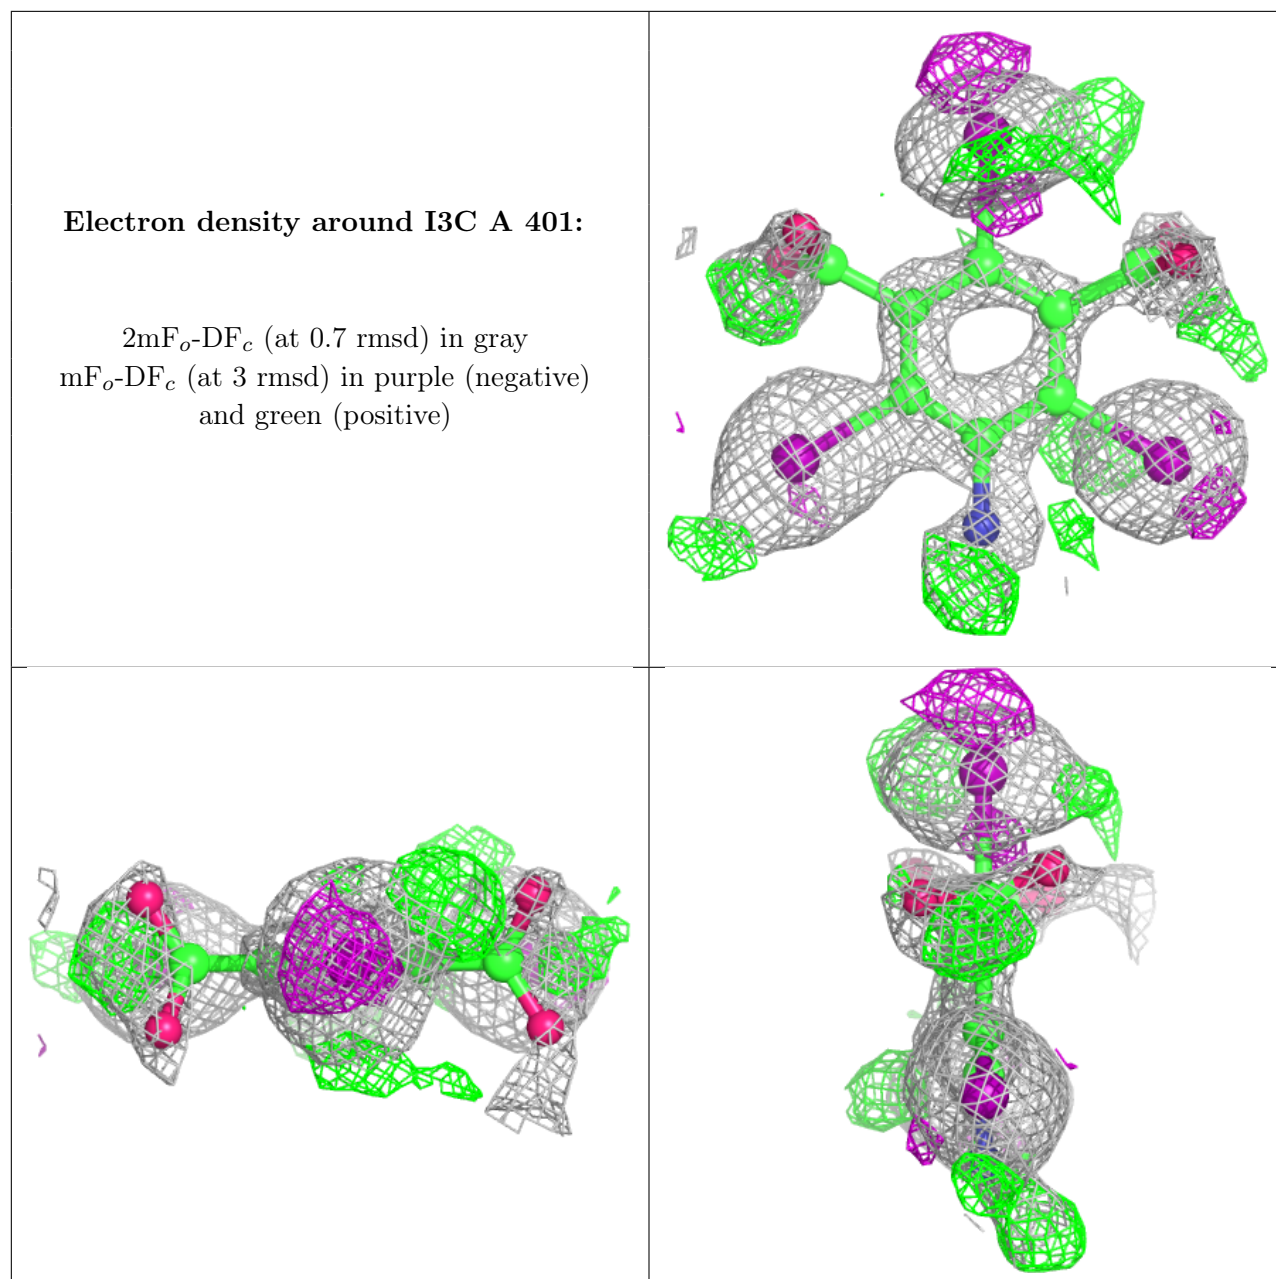 Electron density around I3C A 401:
2mFo-DFc (at 0.7 rmsd) in gray
mFo-DFc (at 3 rmsd) in purple (negative)
and green (positive)